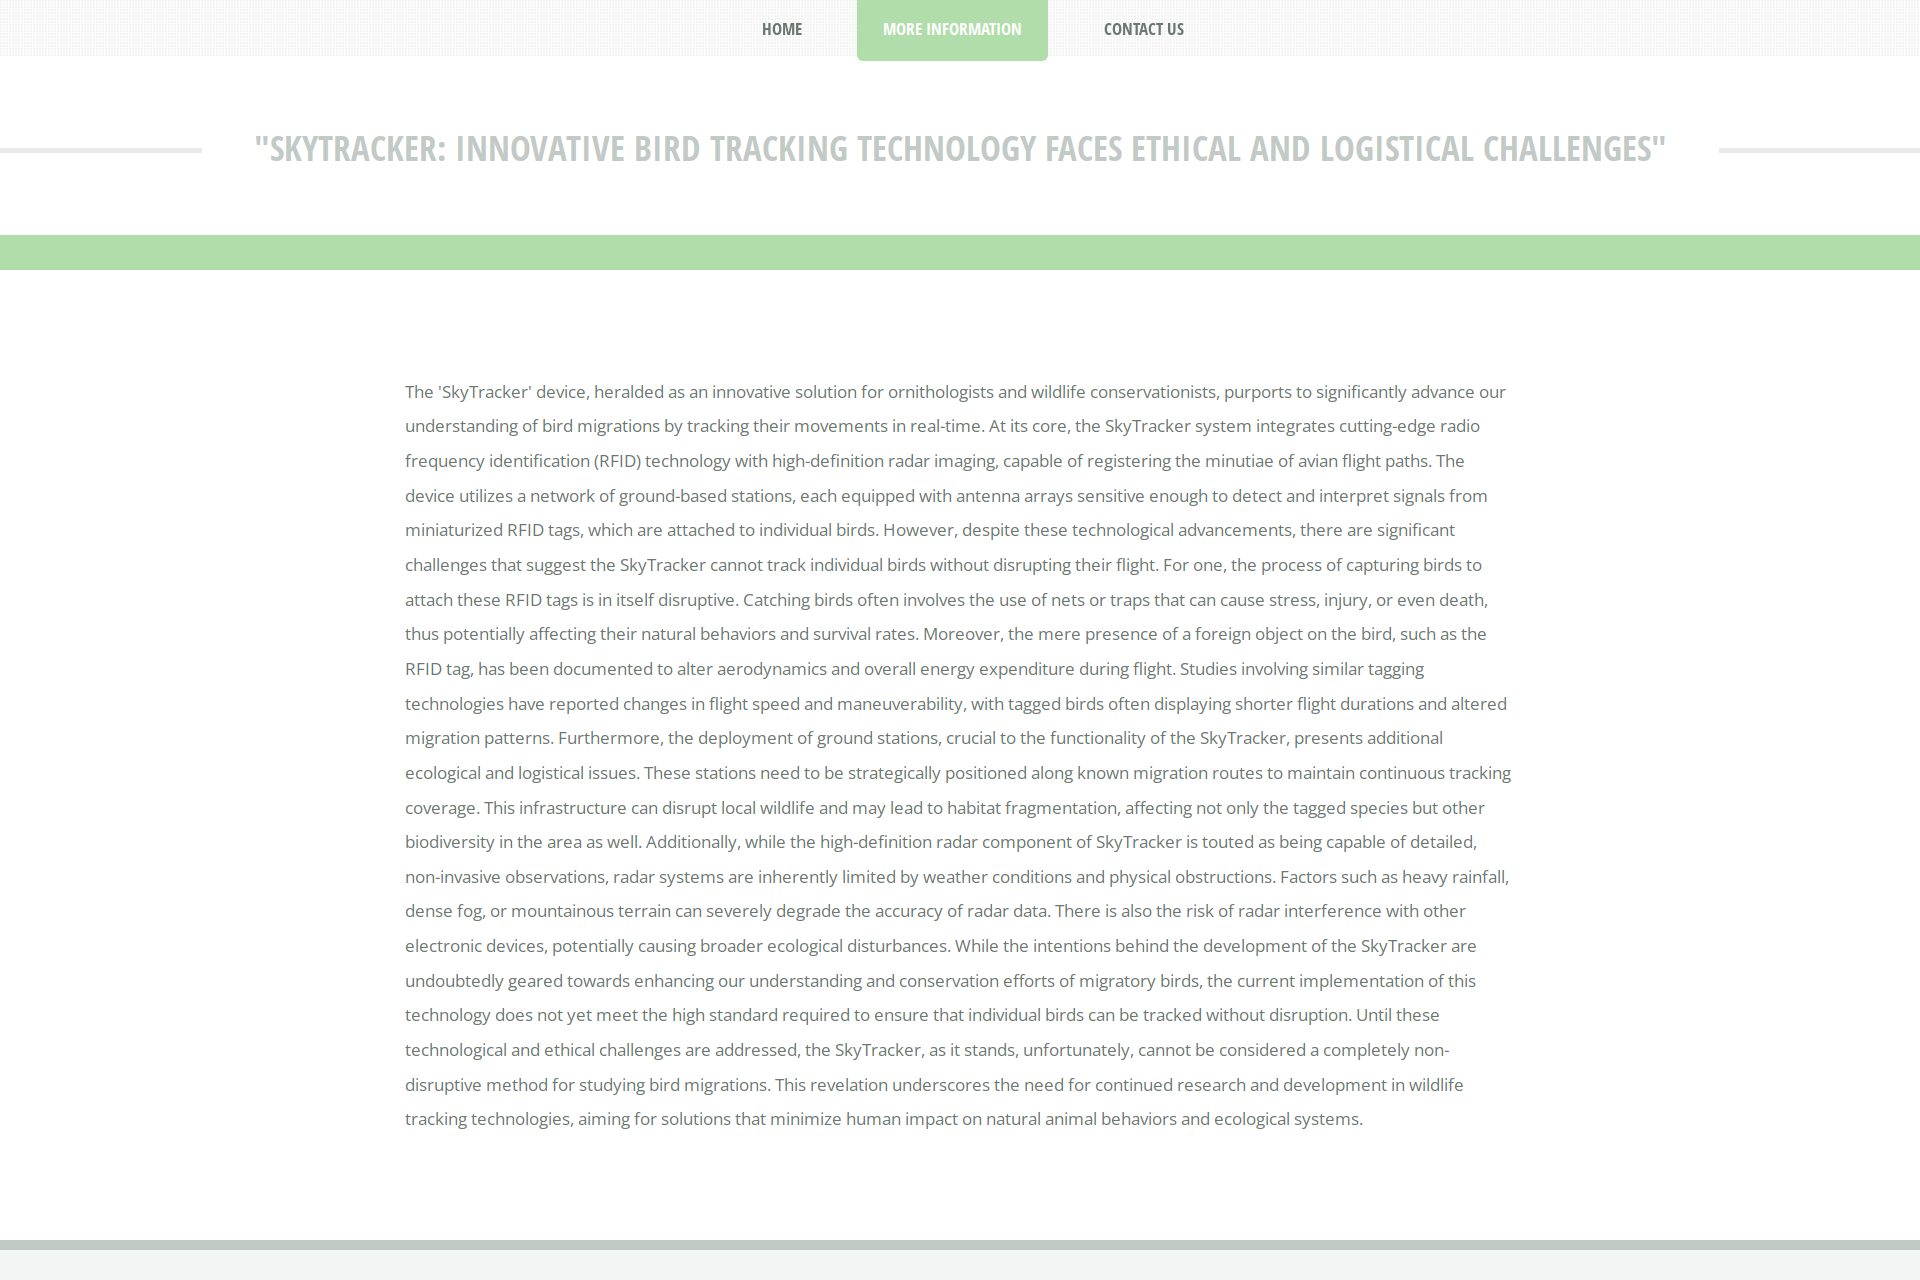 HOME
MORE INFORMATION
CONTACT US
"SKYTRACKER: INNOVATIVE BIRD TRACKING TECHNOLOGY FACES ETHICAL AND LOGISTICAL CHALLENGES"
The 'SkyTracker' device, heralded as an innovative solution for ornithologists and wildlife conservationists, purports to significantly advance our
understanding of bird migrations by tracking their movements in real-time. At its core, the SkyTracker system integrates cutting-edge radio
frequency identification (RFID) technology with high-definition radar imaging, capable of registering the minutiae of avian flight paths. The
device utilizes a network of ground-based stations, each equipped with antenna arrays sensitive enough to detect and interpret signals from
miniaturized RFID tags, which are attached to individual birds. However, despite these technological advancements, there are significant
challenges that suggest the SkyTracker cannot track individual birds without disrupting their flight. For one, the process of capturing birds to
attach these RFID tags is in itself disruptive. Catching birds often involves the use of nets or traps that can cause stress, injury, or even death,
thus potentially affecting their natural behaviors and survival rates. Moreover, the mere presence of a foreign object on the bird, such as the
RFID tag, has been documented to alter aerodynamics and overall energy expenditure during flight. Studies involving similar tagging
technologies have reported changes in flight speed and maneuverability, with tagged birds often displaying shorter flight durations and altered
migration patterns. Furthermore, the deployment of ground stations, crucial to the functionality of the SkyTracker, presents additional
ecological and logistical issues. These stations need to be strategically positioned along known migration routes to maintain continuous tracking
coverage. This infrastructure can disrupt local wildlife and may lead to habitat fragmentation, affecting not only the tagged species but other
biodiversity in the area as well. Additionally, while the high-definition radar component of SkyTracker is touted as being capable of detailed,
non-invasive observations, radar systems are inherently limited by weather conditions and physical obstructions. Factors such as heavy rainfall,
dense fog, or mountainous terrain can severely degrade the accuracy of radar data. There is also the risk of radar interference with other
electronic devices, potentially causing broader ecological disturbances. While the intentions behind the development of the SkyTracker are
undoubtedly geared towards enhancing our understanding and conservation efforts of migratory birds, the current implementation of this
technology does not yet meet the high standard required to ensure that individual birds can be tracked without disruption. Until these
technological and ethical challenges are addressed, the SkyTracker, as it stands, unfortunately, cannot be considered a completely non-
disruptive method for studying bird migrations. This revelation underscores the need for continued research and development in wildlife
tracking technologies, aiming for solutions that minimize human impact on natural animal behaviors and ecological systems.